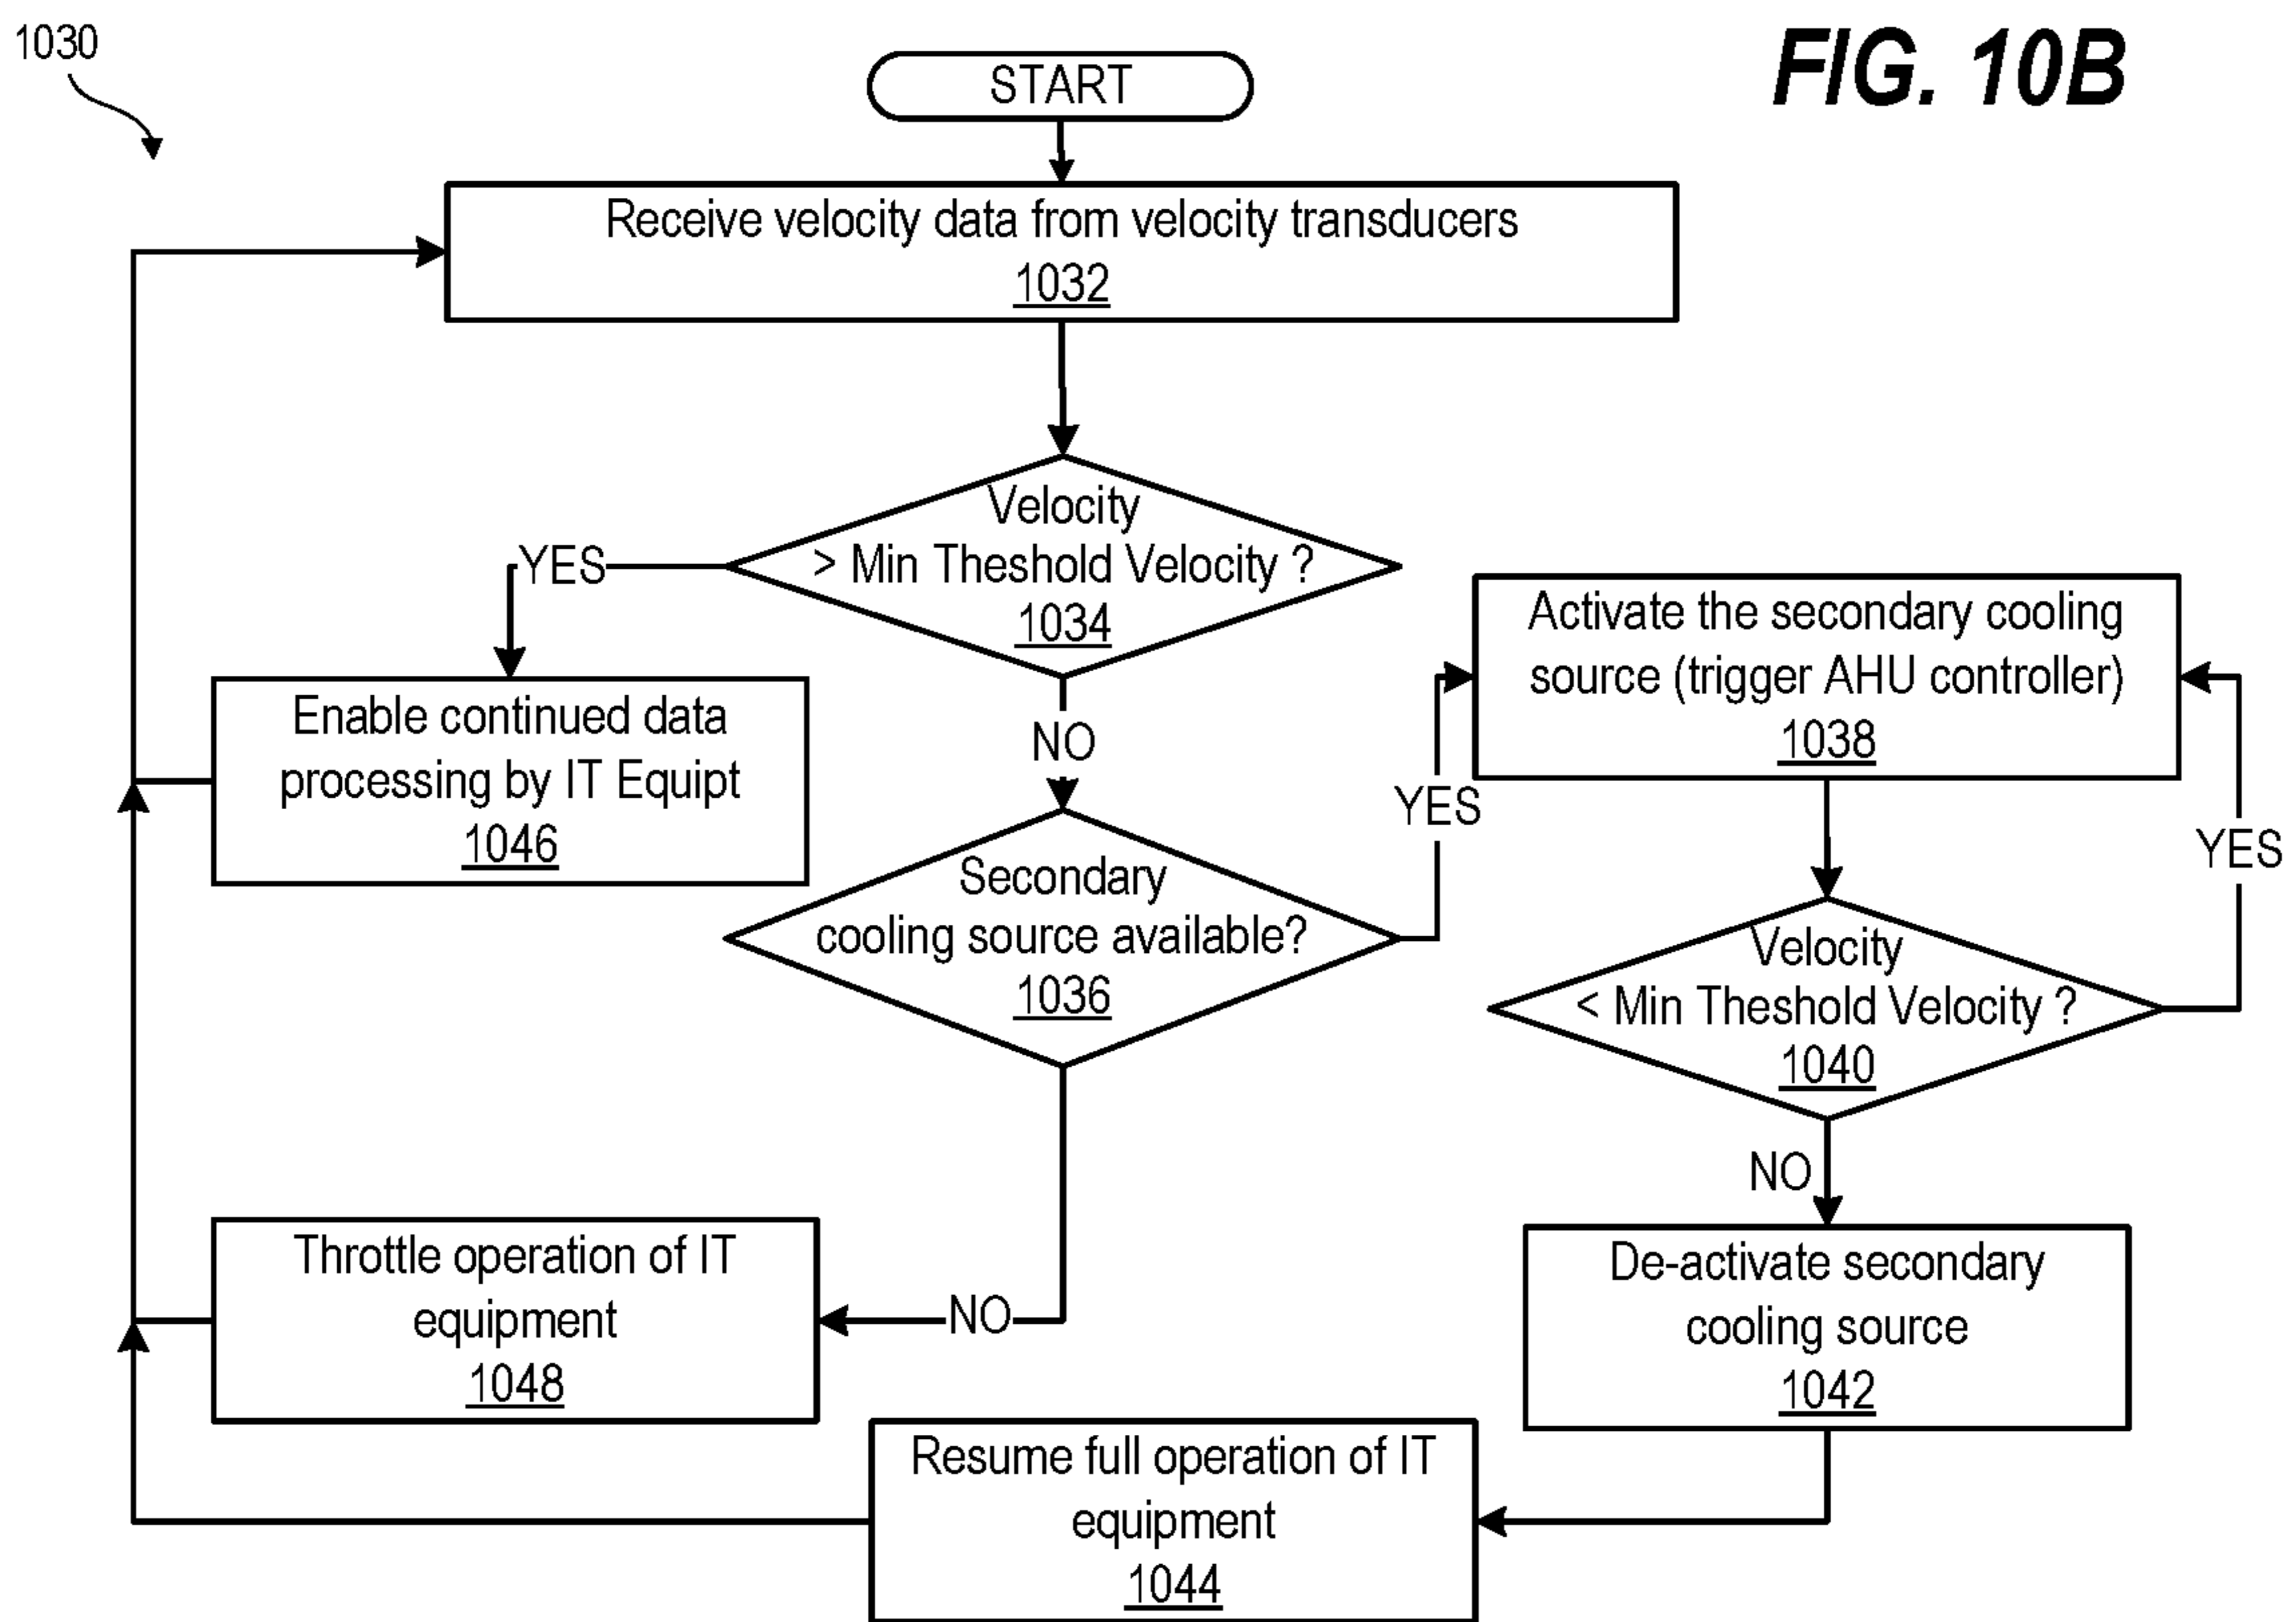 1030
FIG. 10B
START
Receive velocity data from velocity transducers
1032
Velocity
> Min Theshold Velocity ?
1034
YES
Enable continued data
processing by IT Equipt
1046
NO
Secondary
cooling source available?
1036
YES
Activate the secondary cooling
source (trigger AHU controller)
1038
YES
Velocity
< Min Theshold Velocity ?
1040
NO
De-activate secondary
cooling source
1042
NO
Throttle operation of IT
equipment
1048
Resume full operation of IT
equipment
1044